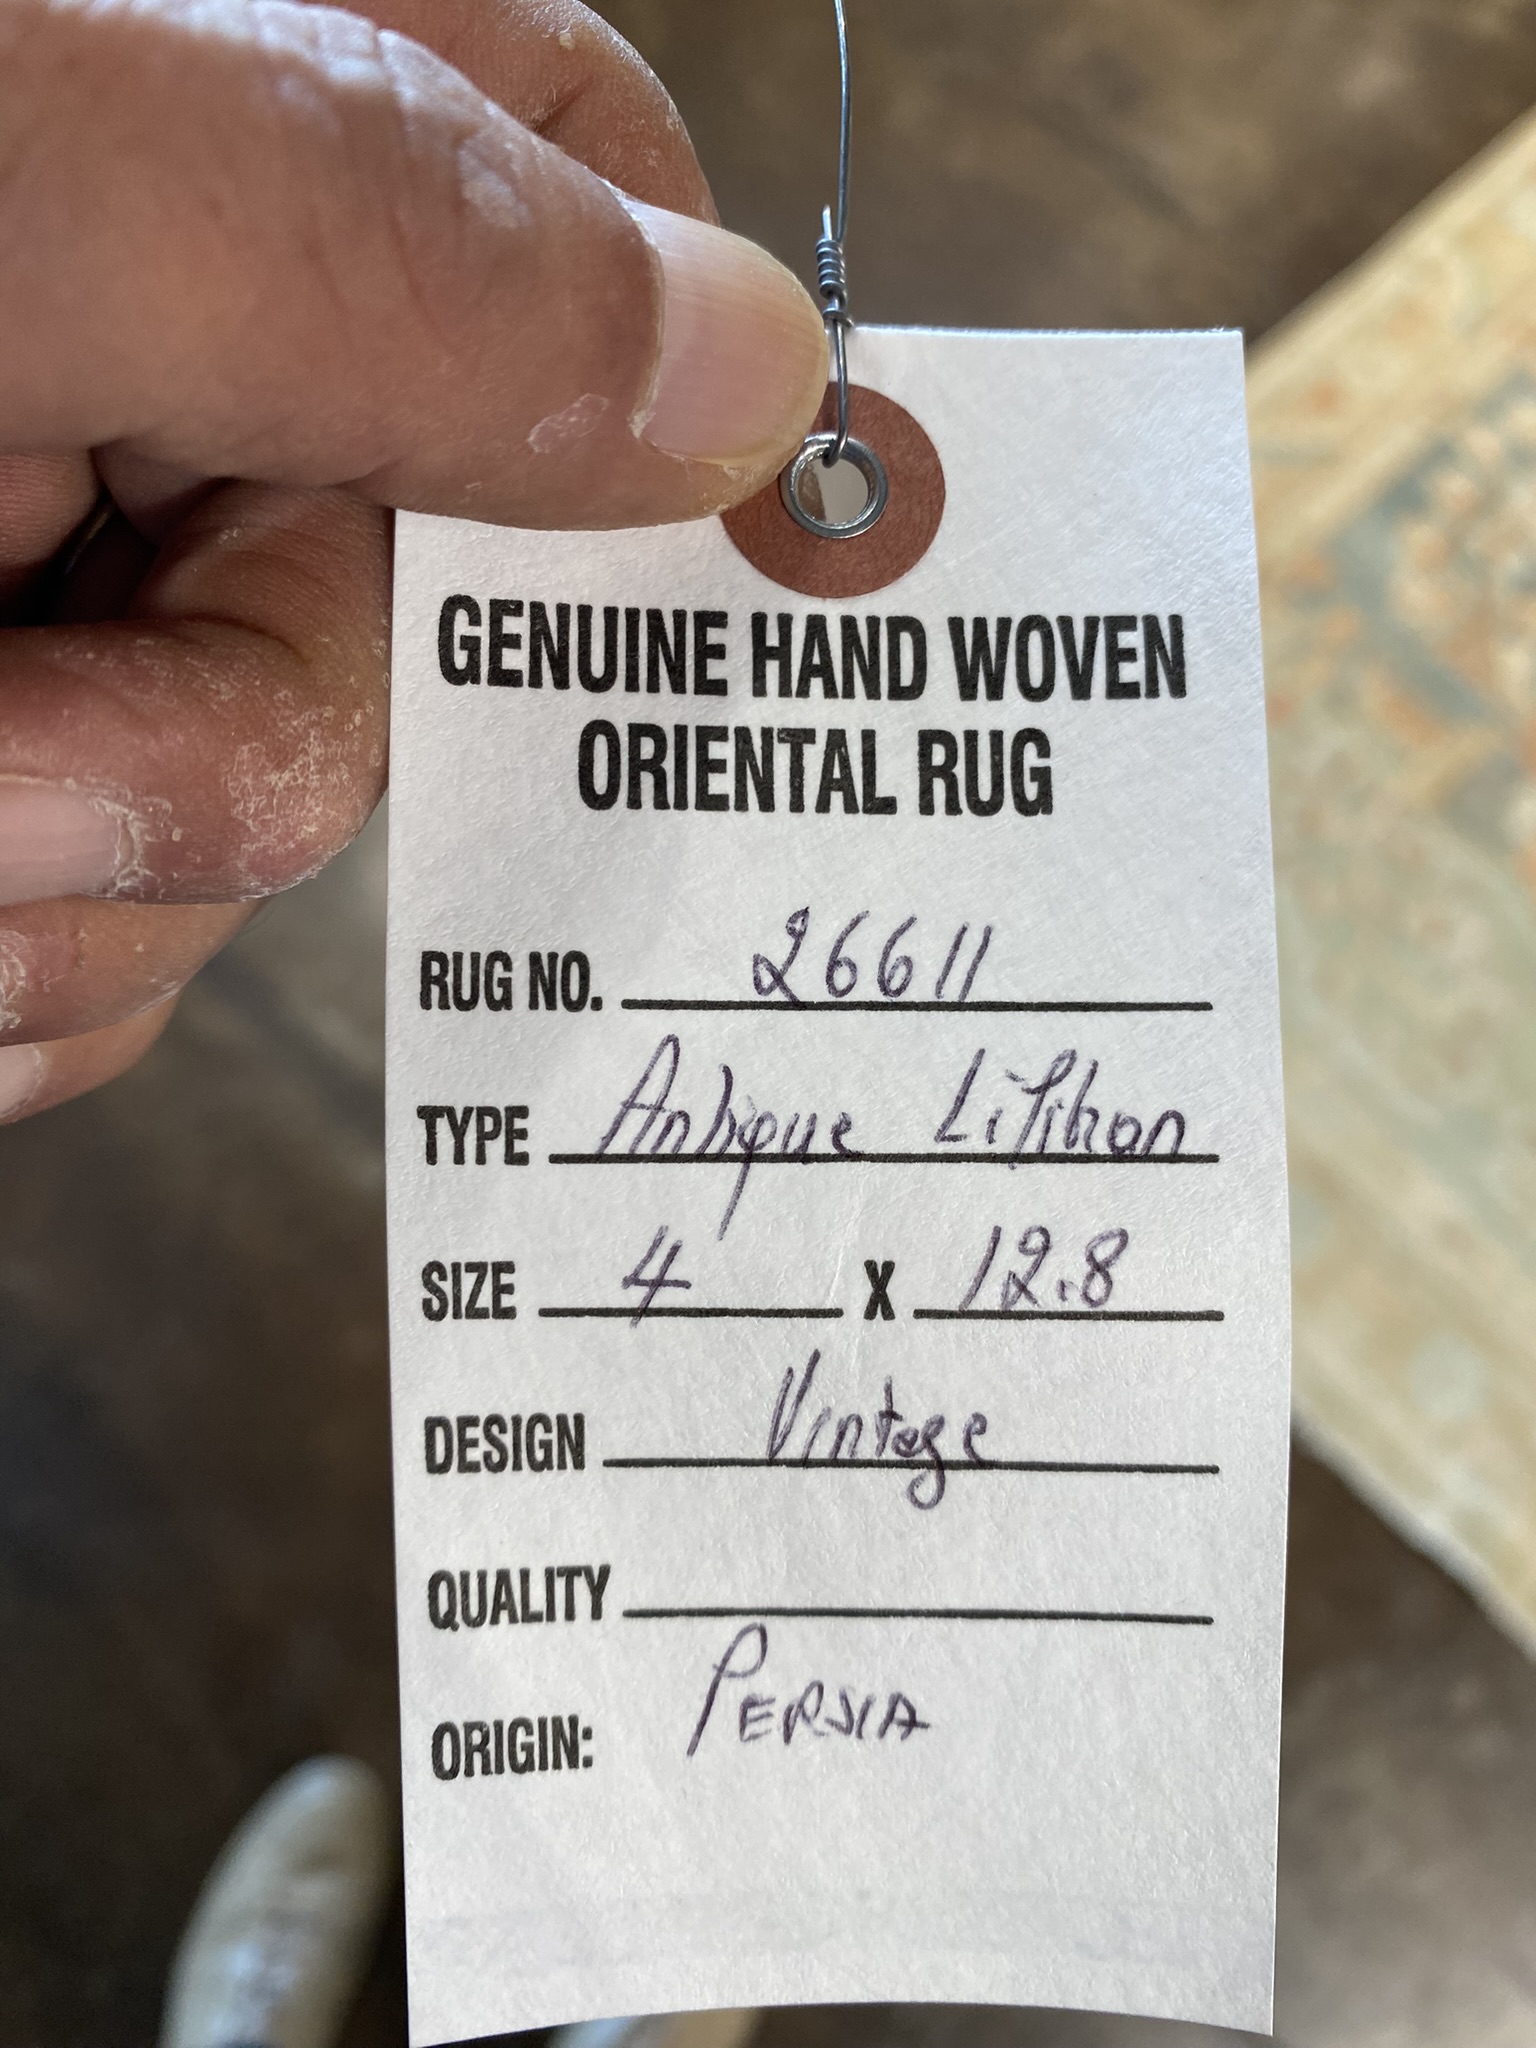 GENUINE HAND WOVEN
ORIENTAL RUG
RUG NO. 26611
TYPE Antique Lilihan
SIZE 4 X 12.8
DESIGN Vintage
QUALITY
ORIGIN: PERSIA